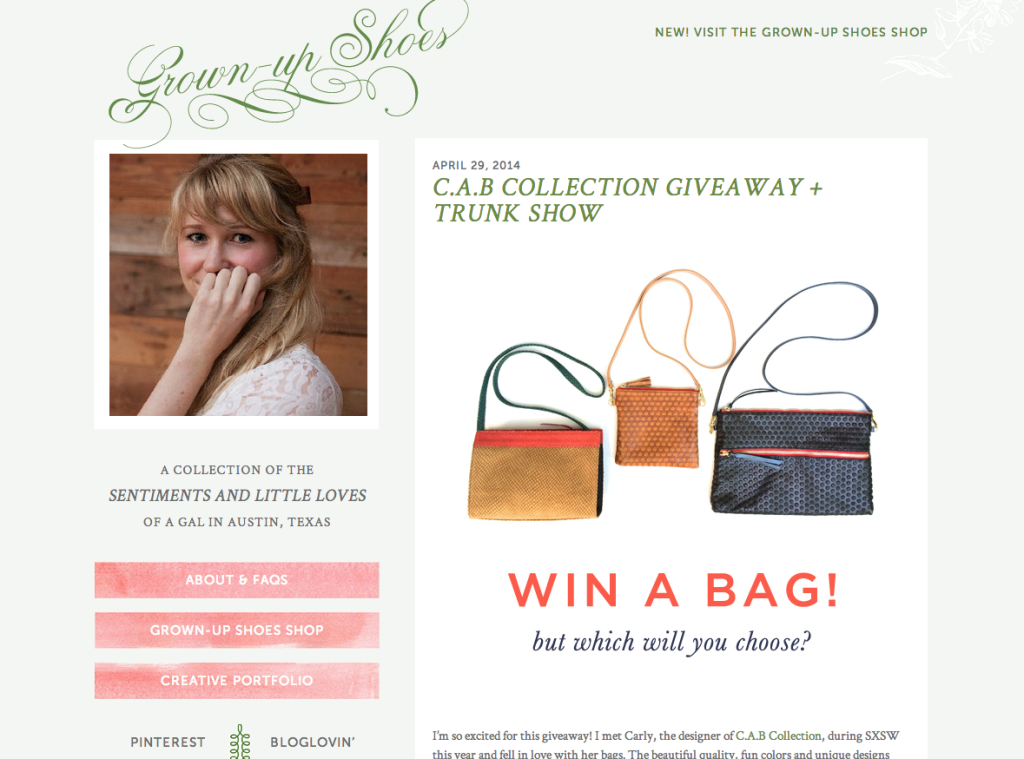 Grown-up Shoes
NEW! VISIT THE GROWN-UP SHOES SHOP
A COLLECTION OF THE
SENTIMENTS AND LITTLE LOVES
OF A GAL IN AUSTIN, TEXAS
ABOUT & FAQS
GROWN-UP SHOES SHOP
CREATIVE PORTFOLIO
PINTEREST
BLOGLOVIN'
APRIL 29, 2014
C.A.B COLLECTION GIVEAWAY +
TRUNK SHOW
WIN A BAG!
but which will you choose?
I'm so excited for this giveaway! I met Carly, the designer of C.A.B Collection, during SXSW
this year and fell in love with her bags. The beautiful quality, fun colors and unique designs